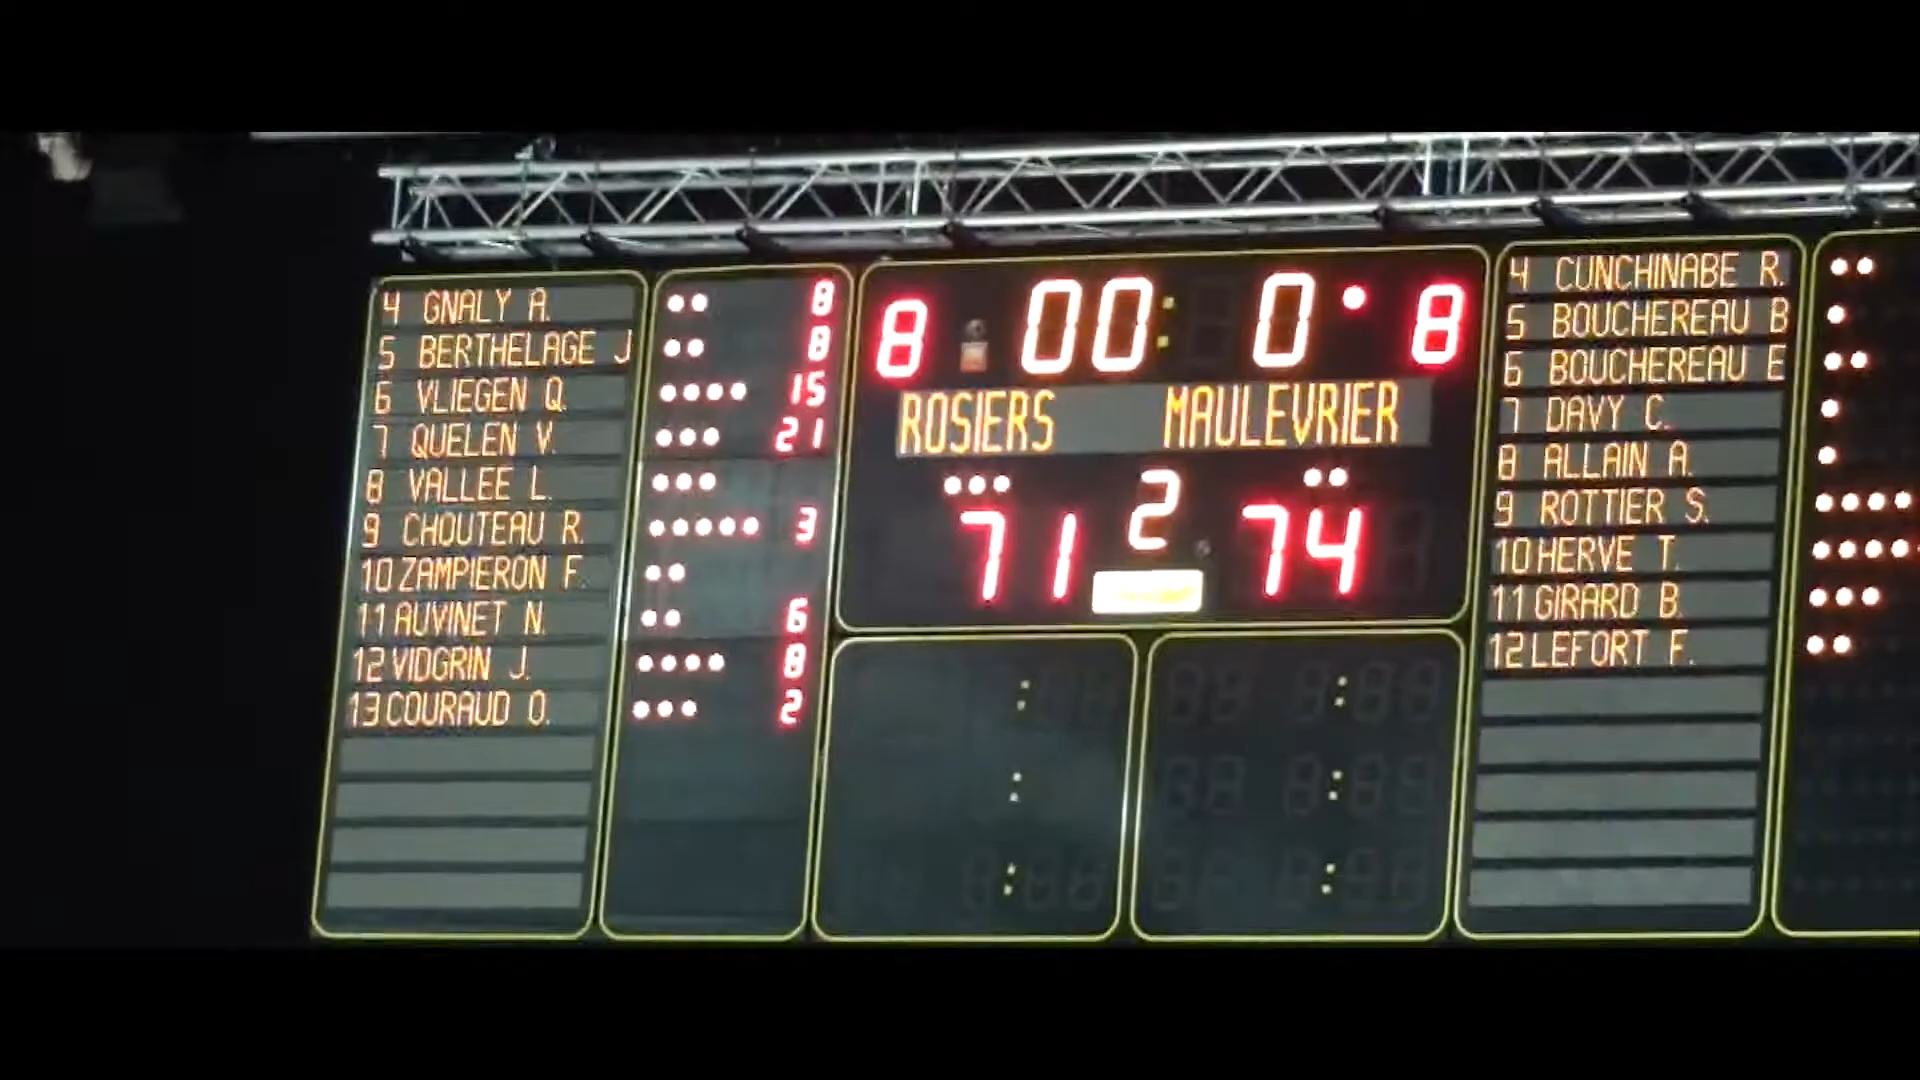 4 GNALY A. 8
5 BERTHELAGE J 8
6 VLIEGEN Q. 15
7 QUELEN V. 21
8 VALLEE L.
9 CHOUTEAU R. 3
10 ZAMPIERON F.
11 AUVINET N. 6
12 VIDGRIN J. 8
13 COURAUD O. 2
8 00: 0 8
ROSIERS MAULEVRIER
71 2 74
4 CUNCHINABE R.
5 BOUCHEREAU B
6 BOUCHEREAU E
7 DAVY C.
8 ALLAIN A.
9 ROTTIER S.
10 HERVE T.
11 GIRARD B.
12 LEFORT F.